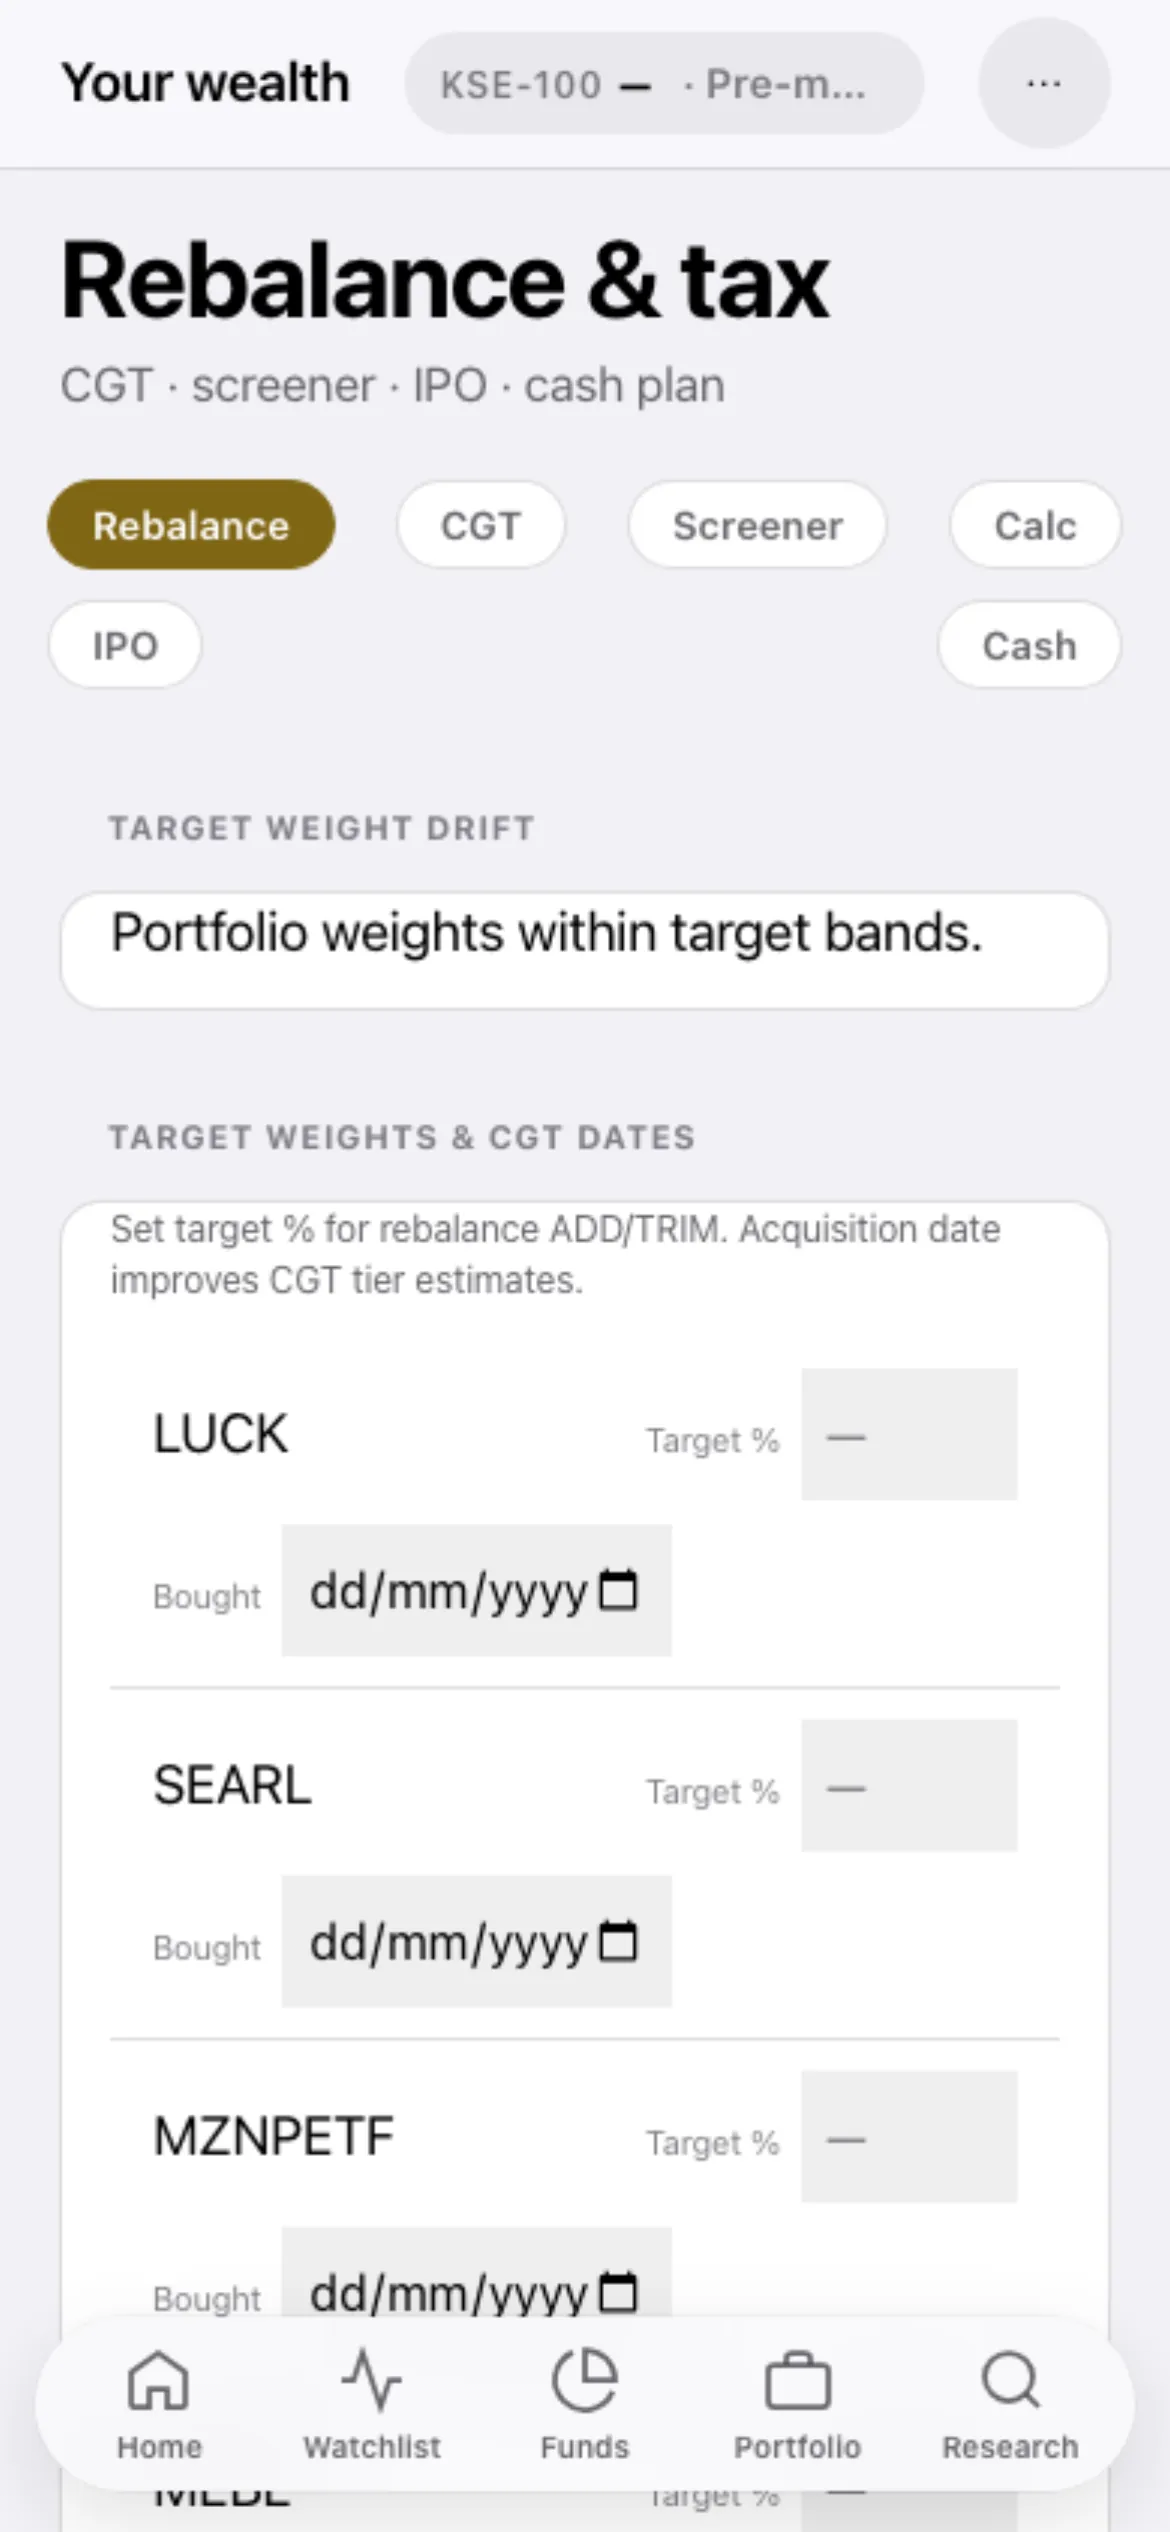 Your wealth KSE-100 — · Pre-m... ...
Rebalance & tax
CGT · screener · IPO · cash plan
Rebalance CGT Screener Calc
IPO Cash
TARGET WEIGHT DRIFT
Portfolio weights within target bands.
TARGET WEIGHTS & CGT DATES
Set target % for rebalance ADD/TRIM. Acquisition date
improves CGT tier estimates.
LUCK Target % —
Bought dd/mm/yyyy
SEARL Target % —
Bought dd/mm/yyyy
MZNPETF Target % —
Bought dd/mm/yyyy
Home Watchlist Funds Portfolio Research
MEBL Target % —